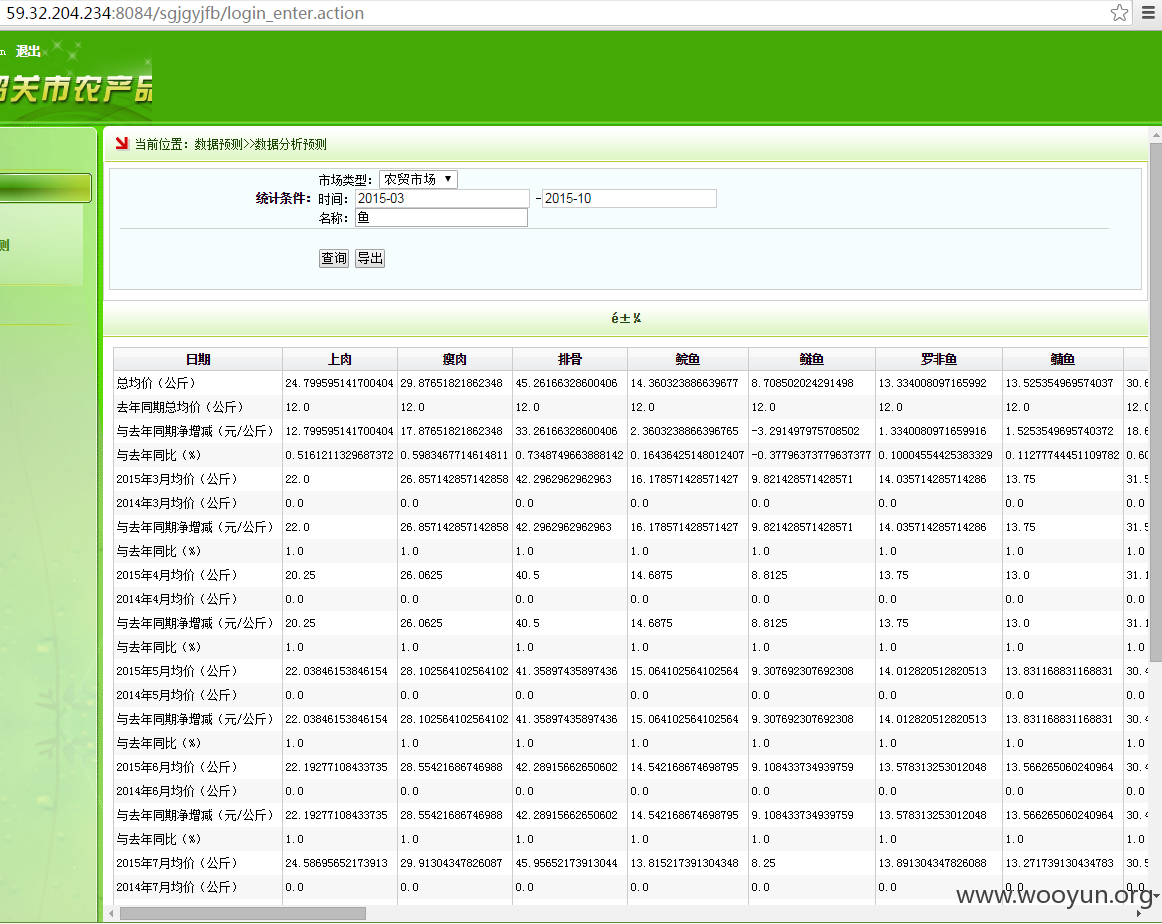 59.32.204.234:8084/sgjgyjfb/login_enter.action
n 退出
韶关市农产品
当前位置：数据预测>>数据分析预测
测
市场类型： 农贸市场
统计条件： 时间： 2015-03 - 2015-10
名称： 鱼
查询 导出
é±¼
日期 上肉 瘦肉 排骨 鲩鱼 鲢鱼 罗非鱼 鳙鱼
总均价（公斤） 24.799595141700404 29.87651821862348 45.26166328600406 14.360323886639677 8.708502024291498 13.334008097165992 13.525354969574037 30.6
去年同期总均价（公斤） 12.0 12.0 12.0 12.0 12.0 12.0 12.0 12.0
与去年同期净增减（元/公斤） 12.799595141700404 17.87651821862348 33.26166328600406 2.3603238866396765 -3.291497975708502 1.3340080971659916 1.5253549695740372 18.6
与去年同比（%） 0.5161211329687372 0.5983467714614811 0.7348749663888142 0.16436425148012407 -0.37796373779637377 0.10004554425383329 0.11277744451109782 0.60
2015年3月均价（公斤） 22.0 26.857142857142858 42.2962962962963 16.178571428571427 9.821428571428571 14.035714285714286 13.75 31.5
2014年3月均价（公斤） 0.0 0.0 0.0 0.0 0.0 0.0 0.0 0.0
与去年同期净增减（元/公斤） 22.0 26.857142857142858 42.2962962962963 16.178571428571427 9.821428571428571 14.035714285714286 13.75 31.5
与去年同比（%） 1.0 1.0 1.0 1.0 1.0 1.0 1.0 1.0
2015年4月均价（公斤） 20.25 26.0625 40.5 14.6875 8.8125 13.75 13.0 31.1
2014年4月均价（公斤） 0.0 0.0 0.0 0.0 0.0 0.0 0.0 0.0
与去年同期净增减（元/公斤） 20.25 26.0625 40.5 14.6875 8.8125 13.75 13.0 31.1
与去年同比（%） 1.0 1.0 1.0 1.0 1.0 1.0 1.0 1.0
2015年5月均价（公斤） 22.03846153846154 28.102564102564102 41.35897435897436 15.064102564102564 9.307692307692308 14.012820512820513 13.831168831168831 30.4
2014年5月均价（公斤） 0.0 0.0 0.0 0.0 0.0 0.0 0.0 0.0
与去年同期净增减（元/公斤） 22.03846153846154 28.102564102564102 41.35897435897436 15.064102564102564 9.307692307692308 14.012820512820513 13.831168831168831 30.4
与去年同比（%） 1.0 1.0 1.0 1.0 1.0 1.0 1.0 1.0
2015年6月均价（公斤） 22.19277108433735 28.55421686746988 42.28915662650602 14.542168674698795 9.108433734939759 13.578313253012048 13.566265060240964 30.4
2014年6月均价（公斤） 0.0 0.0 0.0 0.0 0.0 0.0 0.0 0.0
与去年同期净增减（元/公斤） 22.19277108433735 28.55421686746988 42.28915662650602 14.542168674698795 9.108433734939759 13.578313253012048 13.566265060240964 30.4
与去年同比（%） 1.0 1.0 1.0 1.0 1.0 1.0 1.0 1.0
2015年7月均价（公斤） 24.58695652173913 29.91304347826087 45.95652173913044 13.815217391304348 8.25 13.891304347826088 13.271739130434783 30.5
2014年7月均价（公斤） 0.0 0.0 0.0 0.0 0.0 0.0 0.0 0.0
www.wooyun.org